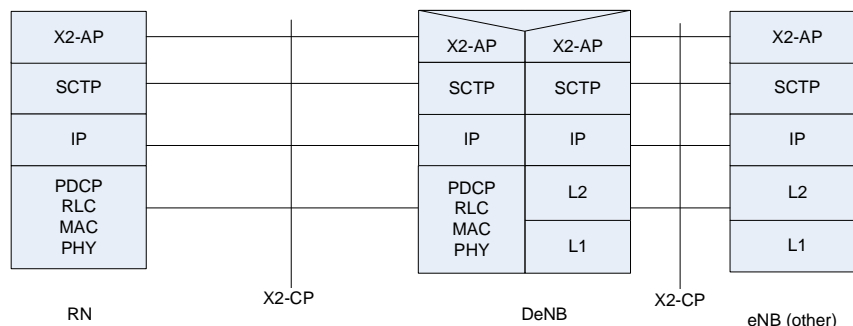 X2-AP
SCTP
IP
PDCP
RLC
MAC
PHY
RN
X2-CP
X2-AP X2-AP
SCTP SCTP
IP IP
PDCP
RLC
MAC
PHY
L2
L1
DeNB
X2-CP
X2-AP
SCTP
IP
L2
L1
eNB (other)